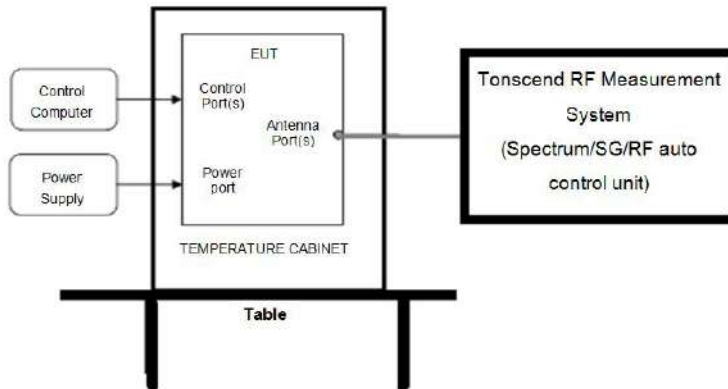 EUT
Control
Computer
Control
Port(s)
Antenna
Port(s)
Power
Supply
Power
port
TEMPERATURE CABINET
Table
Tonscend RF Measurement
System
(Spectrum/SG/RF auto
control unit)